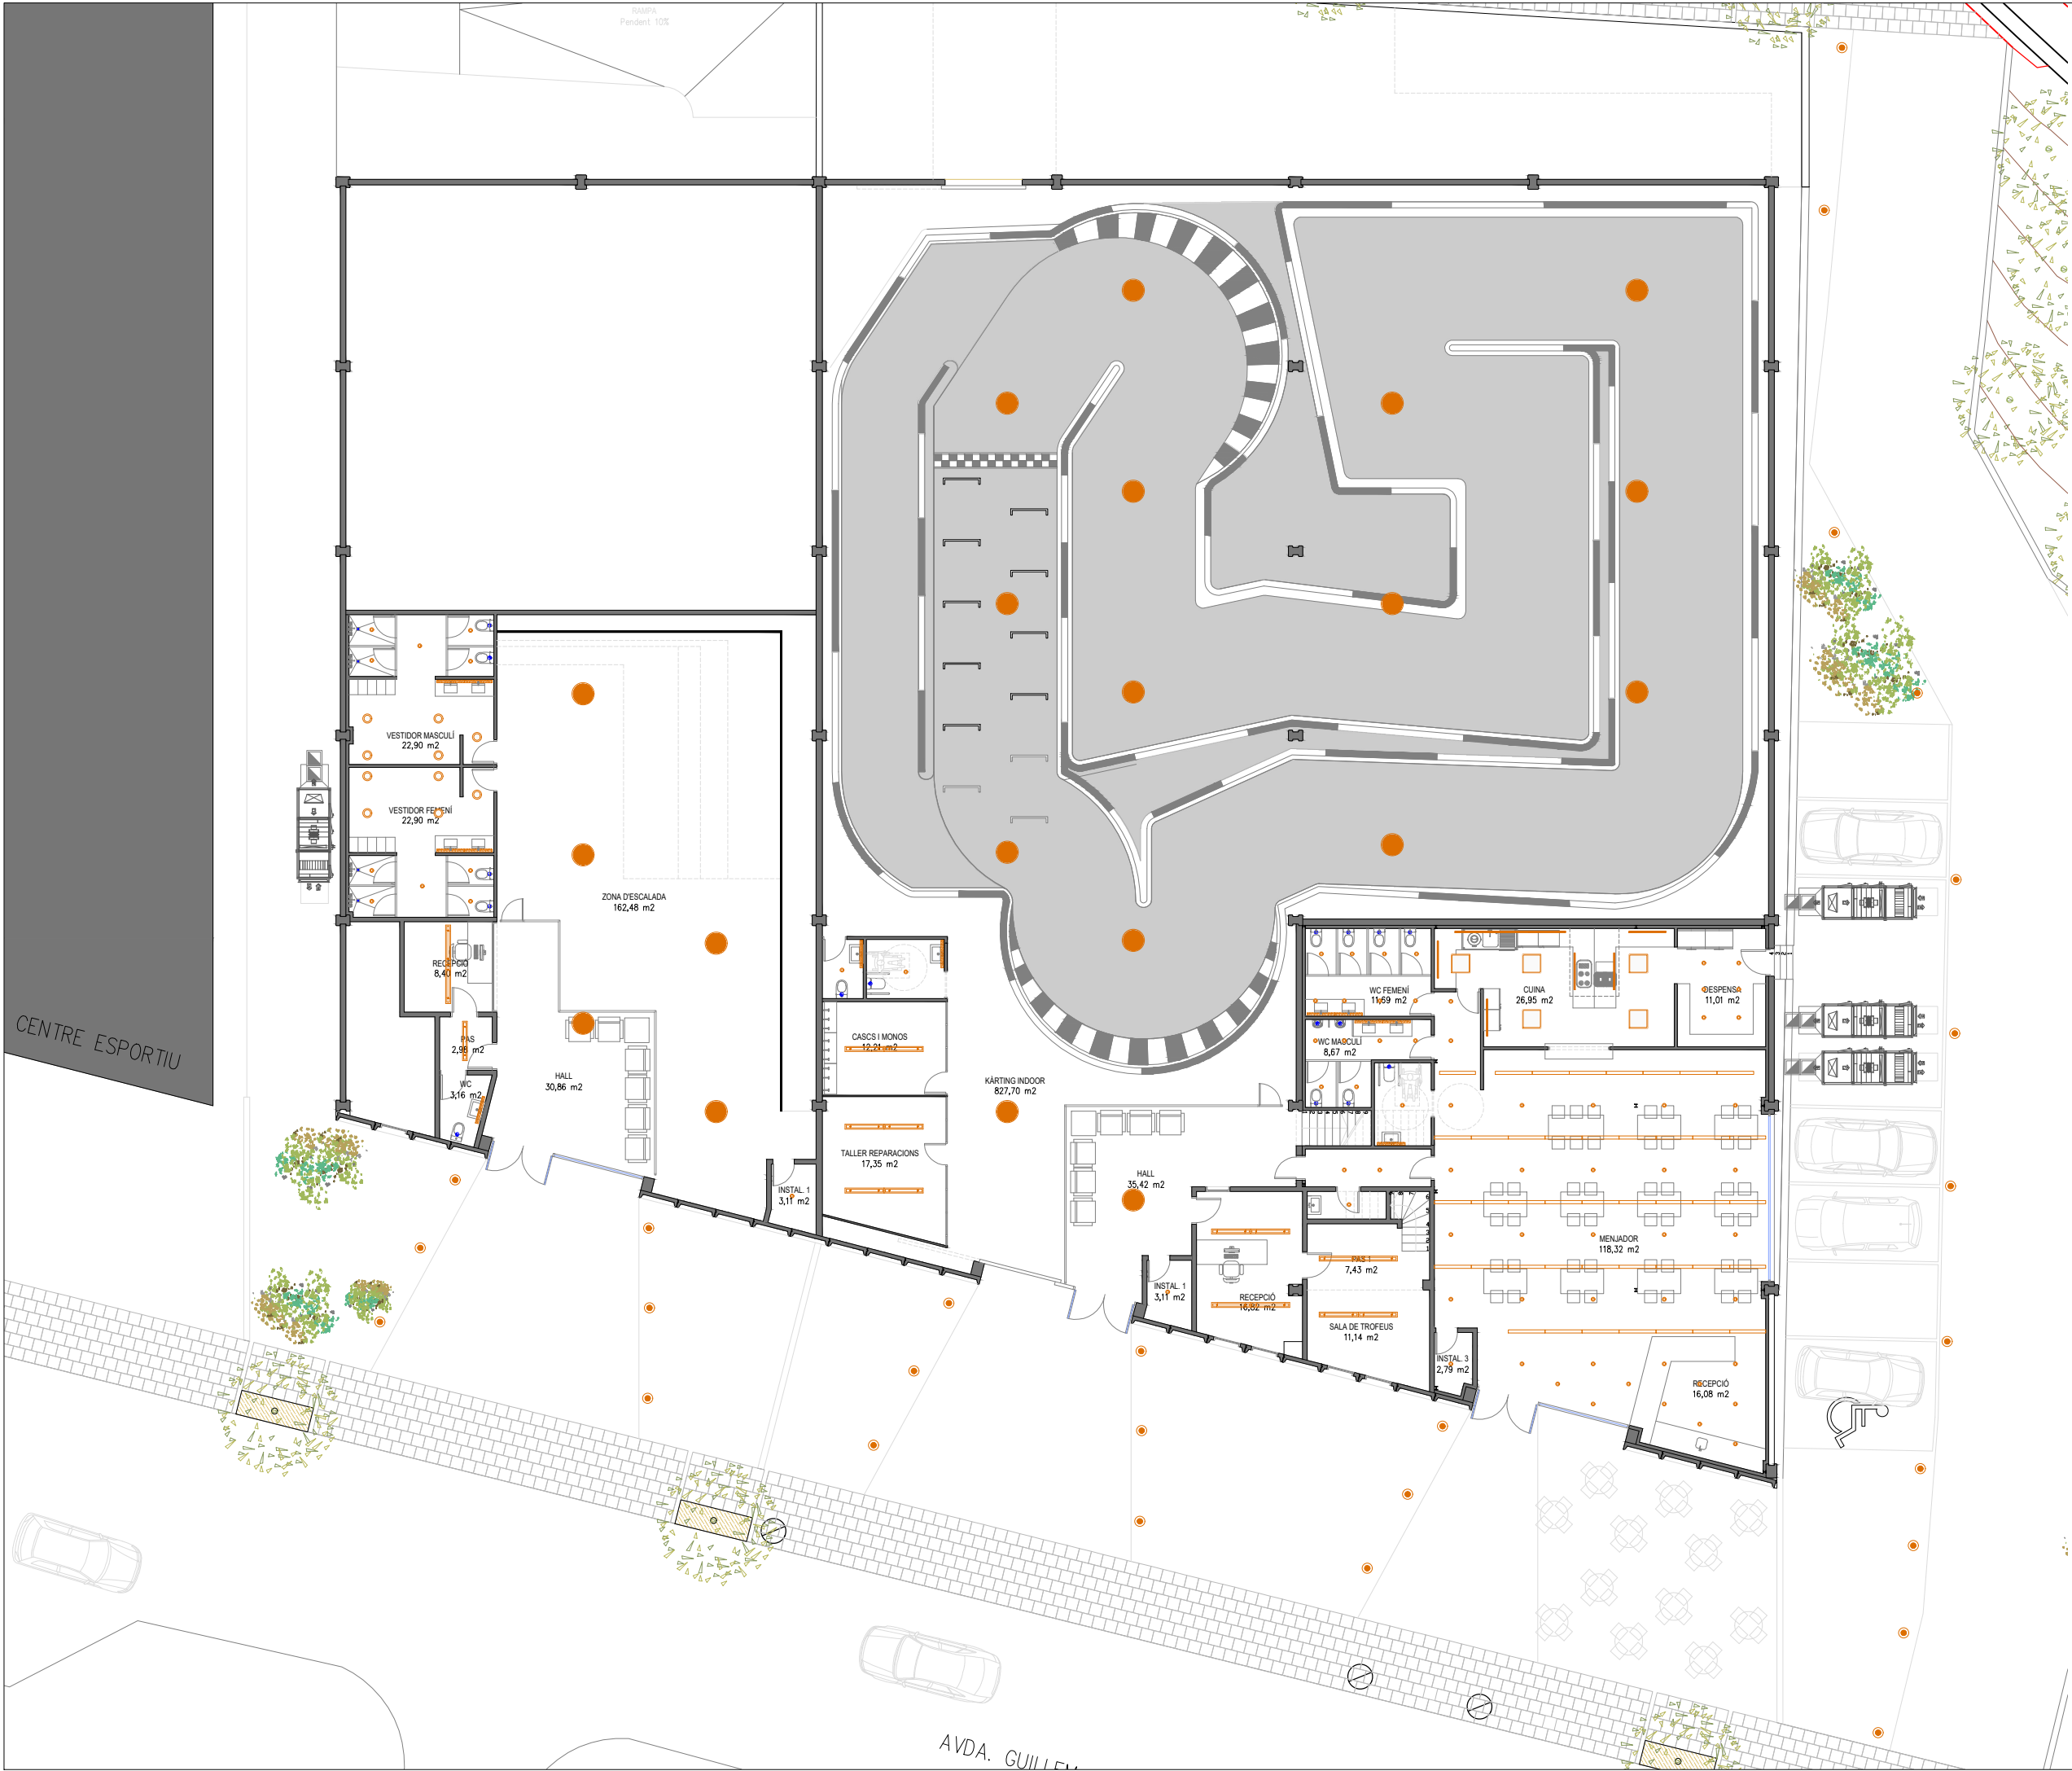 RAMPA
Pendent 10%
VESTIDOR MASCULÍ
22,90 m2
VESTIDOR FEMENÍ
22,90 m2
ZONA D'ESCALADA
162,48 m2
RECEPCIÓ
8,40 m2
PAS
2,98 m2
WC
3,16 m2
HALL
30,86 m2
INSTAL. 1
3,11 m2
CASCS I MONOS
12,21 m2
TALLER REPARACIONS
17,35 m2
KÀRTING INDOOR
827,70 m2
HALL
35,42 m2
INSTAL. 1
3,11 m2
RECEPCIÓ
16,82 m2
PAS 1
7,43 m2
SALA DE TROFEUS
11,14 m2
WC FEMENÍ
11,69 m2
WC MASCULÍ
8,67 m2
CUINA
26,95 m2
DESPENSA
11,01 m2
MENJADOR
118,32 m2
INSTAL. 3
2,79 m2
RECEPCIÓ
16,08 m2
CENTRE ESPORTIU
AVDA.